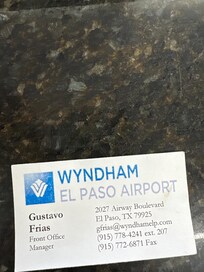 WYNDHAM
EL PASO AIRPORT
Gustavo
Frias
Front Office
Manager
2027 Airway Boulevard
El Paso, TX 79925
gfrias@wyndhamelp.com
(915) 778-4241 ext. 207
(915) 772-6871 Fax